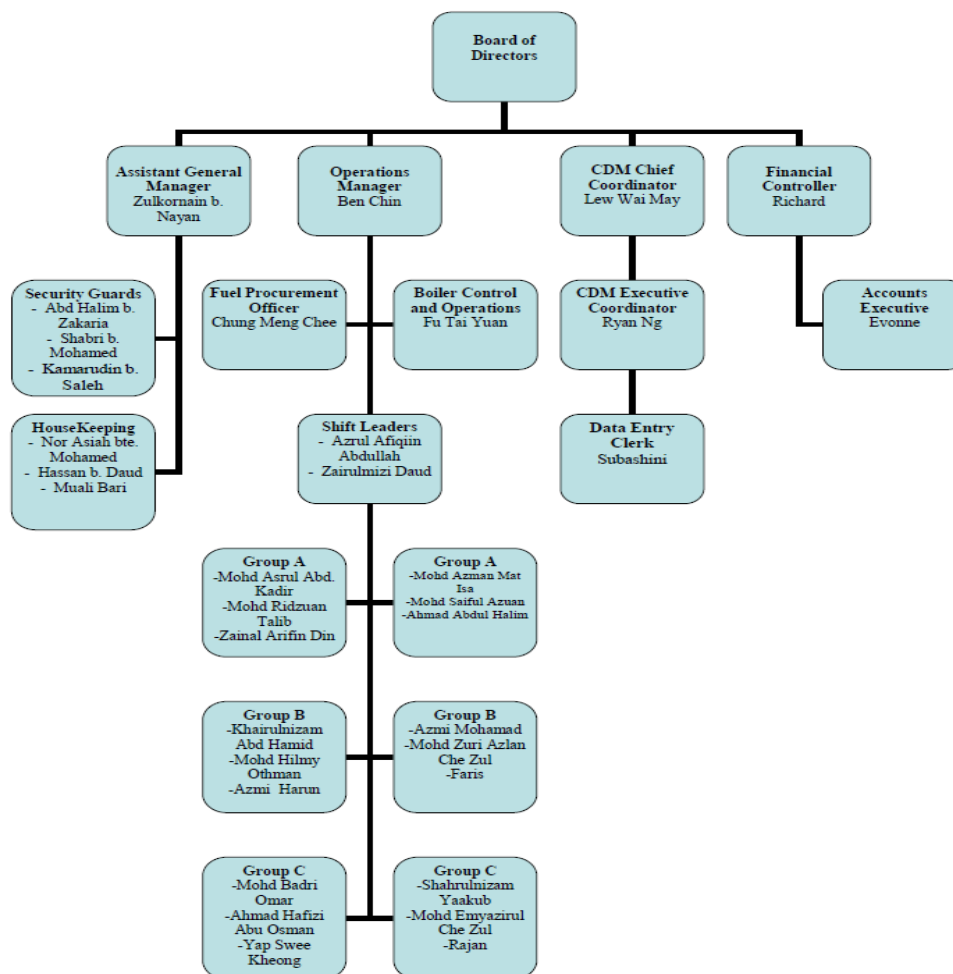 Board of
Directors
Assistant General
Manager
Zulkornain b.
Nayan
Operations
Manager
Ben Chin
CDM Chief
Coordinator
Lew Wai May
Financial
Controller
Richard
Security Guards
- Abd Halim b.
Zakaria
- Shabri b.
Mohamed
- Kamarudin b.
Saleh
Fuel Procurement
Officer
Chung Meng Chee
Boiler Control
and Operations
Fu Tai Yuan
CDM Executive
Coordinator
Ryan Ng
Accounts
Executive
Evonne
HouseKeeping
- Nor Asiah bte.
Mohamed
- Hassan b. Daud
- Muali Bari
Shift Leaders
- Azrul Afiqiin
Abdullah
- Zairulmizi Daud
Data Entry
Clerk
Subashini
Group A
-Mohd Asrul Abd.
Kadir
-Mohd Ridzuan
Talib
-Zainal Arifin Din
Group A
-Mohd Azman Mat
Isa
-Mohd Saiful Azuan
-Ahmad Abdul Halim
Group B
-Khairulnizam
Abd Hamid
-Mohd Hilmy
Othman
-Azmi Harun
Group B
-Azmi Mohamad
-Mohd Zuri Azlan
Che Zul
-Faris
Group C
-Mohd Badri
Omar
-Ahmad Hafizi
Abu Osman
-Yap Swee
Kheong
Group C
-Shahrulnizam
Yaakub
-Mohd Emyazirul
Che Zul
-Rajan